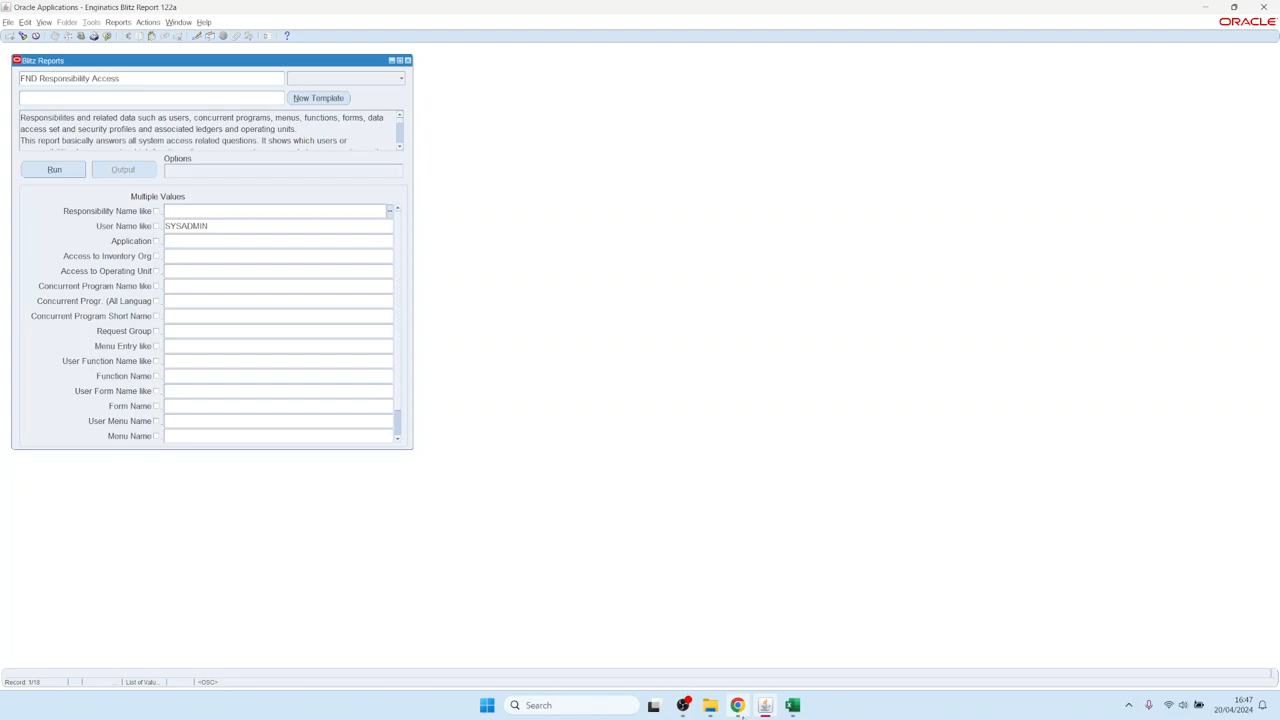 Oracle Applications - Enginatics Blitz Report 122a
File Edit View Folder Tools Reports Actions Window Help
ORACLE
Blitz Reports
FND Responsibility Access
New Template
Responsibilites and related data such as users, concurrent programs, menus, functions, forms, data
access set and security profiles and associated ledgers and operating units.
This report basically answers all system access related questions. It shows which users or
Options
Run Output
Multiple Values
Responsibility Name like
User Name like SYSADMIN
Application
Access to Inventory Org
Access to Operating Unit
Concurrent Program Name like
Concurrent Progr. (All Languag
Concurrent Program Short Name
Request Group
Menu Entry like
User Function Name like
Function Name
User Form Name like
Form Name
User Menu Name
Menu Name
Record: 1/18 ... List of Valu... <OSC>
Search
16:47
20/04/2024